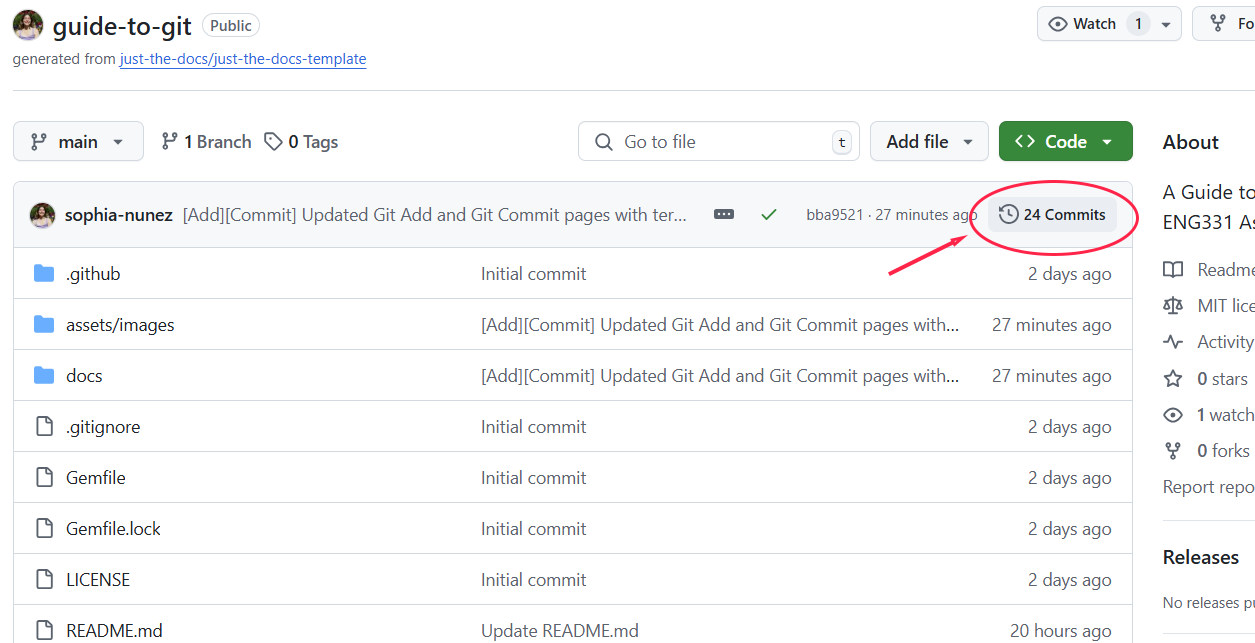 guide-to-git Public
Watch 1
Fo
generated from just-the-docs/just-the-docs-template
main 1 Branch 0 Tags
Go to file t
Add file
Code
sophia-nunez [Add][Commit] Updated Git Add and Git Commit pages with ter... bba9521 · 27 minutes ago 24 Commits
.github Initial commit 2 days ago
assets/images [Add][Commit] Updated Git Add and Git Commit pages with... 27 minutes ago
docs [Add][Commit] Updated Git Add and Git Commit pages with... 27 minutes ago
.gitignore Initial commit 2 days ago
Gemfile Initial commit 2 days ago
Gemfile.lock Initial commit 2 days ago
LICENSE Initial commit 2 days ago
README.md Update README.md 20 hours ago
About
A Guide to
ENG331 As
Readme
MIT lice
Activity
0 stars
1 watch
0 forks
Report repo
Releases
No releases pu